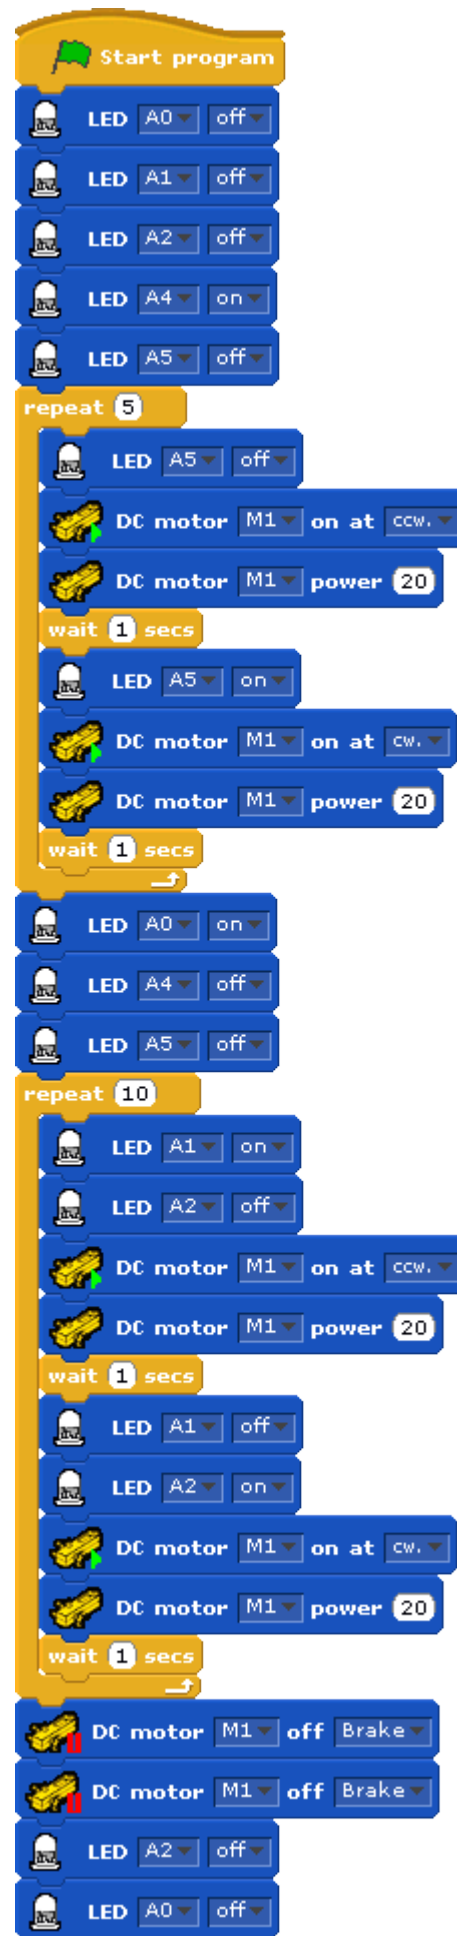 Start program
LED A0 off
LED A1 off
LED A2 off
LED A4 on
LED A5 off
repeat 5
LED A5 off
DC motor M1 on at ccw.
DC motor M1 power 20
wait 1 secs
LED A5 on
DC motor M1 on at cw.
DC motor M1 power 20
wait 1 secs
LED A0 on
LED A4 off
LED A5 off
repeat 10
LED A1 on
LED A2 off
DC motor M1 on at ccw.
DC motor M1 power 20
wait 1 secs
LED A1 off
LED A2 on
DC motor M1 on at cw.
DC motor M1 power 20
wait 1 secs
DC motor M1 off Brake
DC motor M1 off Brake
LED A2 off
LED A0 off